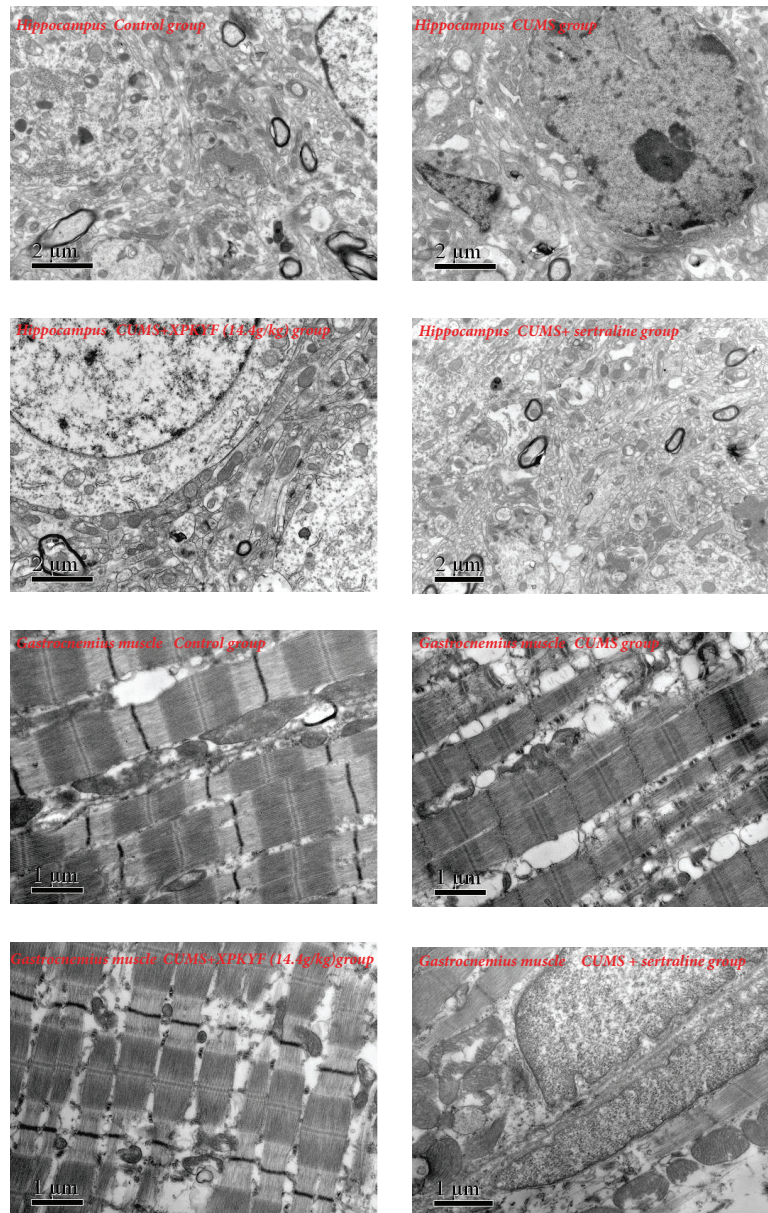 Hippocampus Control group
2 µm
Hippocampus CUMS group
2 µm
Hippocampus CUMS+XPKYF (14.4g/kg) group
2 µm
Hippocampus CUMS+ sertraline group
2 µm
Gastrocnemius muscle Control group
1 µm
Gastrocnemius muscle CUMS group
1 µm
Gastrocnemius muscle CUMS+XPKYF (14.4g/kg)group
1 µm
Gastrocnemius muscle CUMS + sertraline group
1 µm